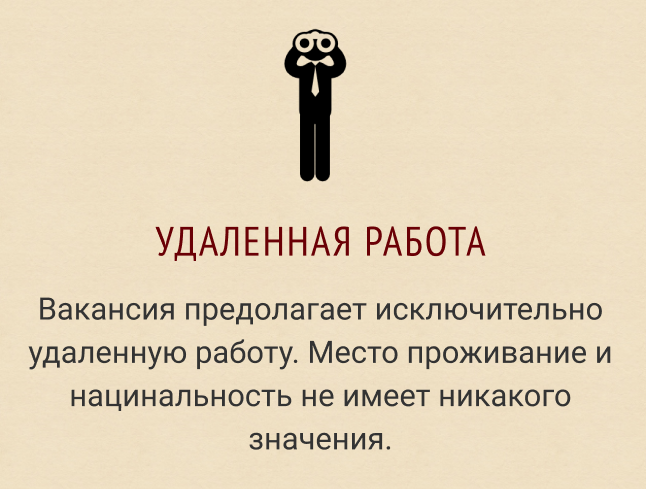 УДАЛЕННАЯ РАБОТА
Вакансия предолагает исключительно
удаленную работу. Место проживание и
нацинальность не имеет никакого
значения.